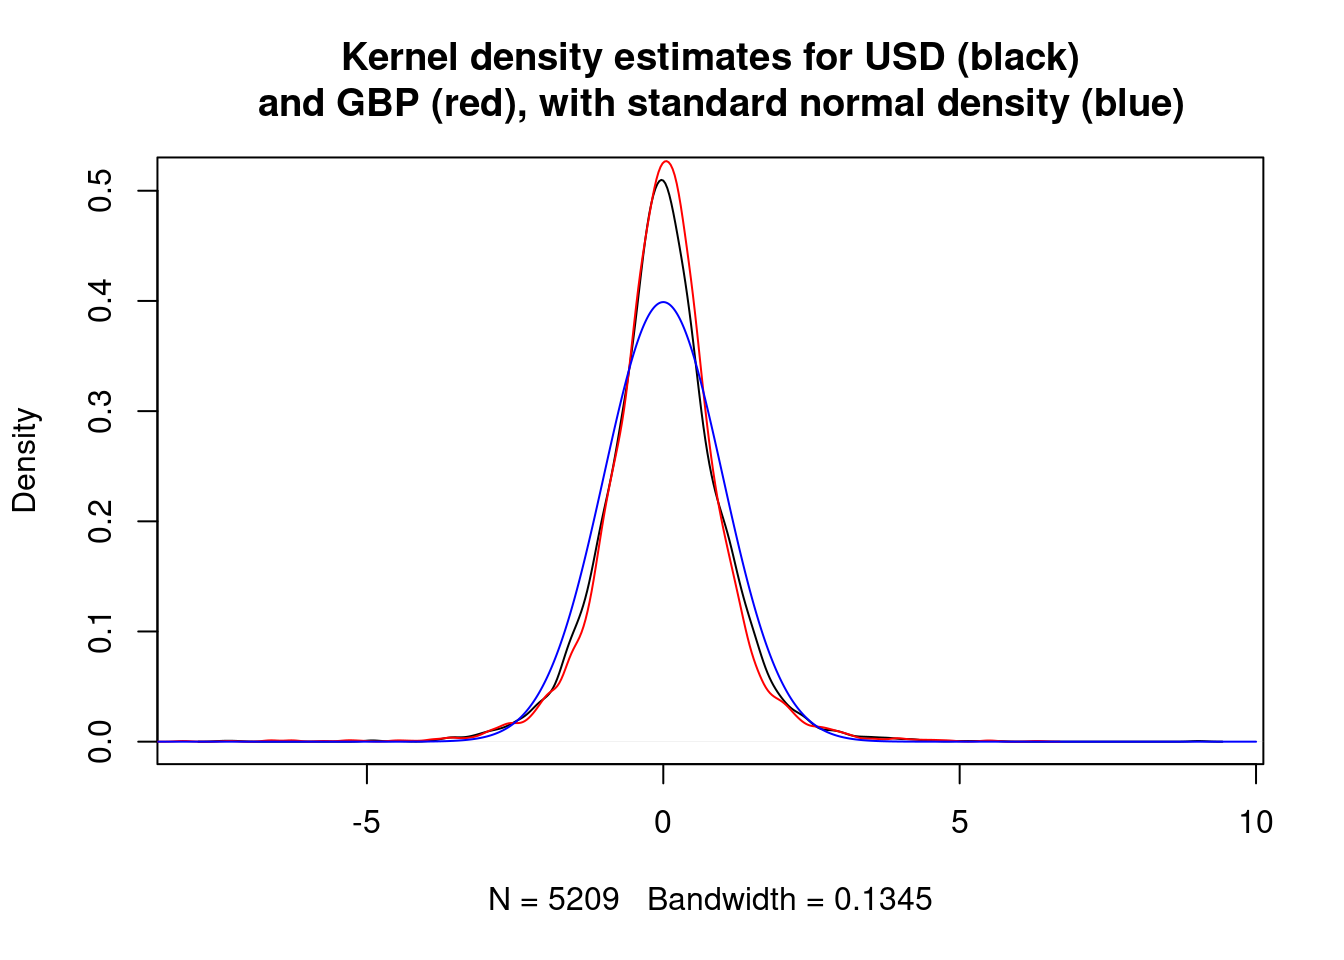 Kernel density estimates for USD (black)
and GBP (red), with standard normal density (blue)
Density
0.5
0.4
0.3
0.2
0.1
0.0
-5 0 5 10
N = 5209 Bandwidth = 0.1345